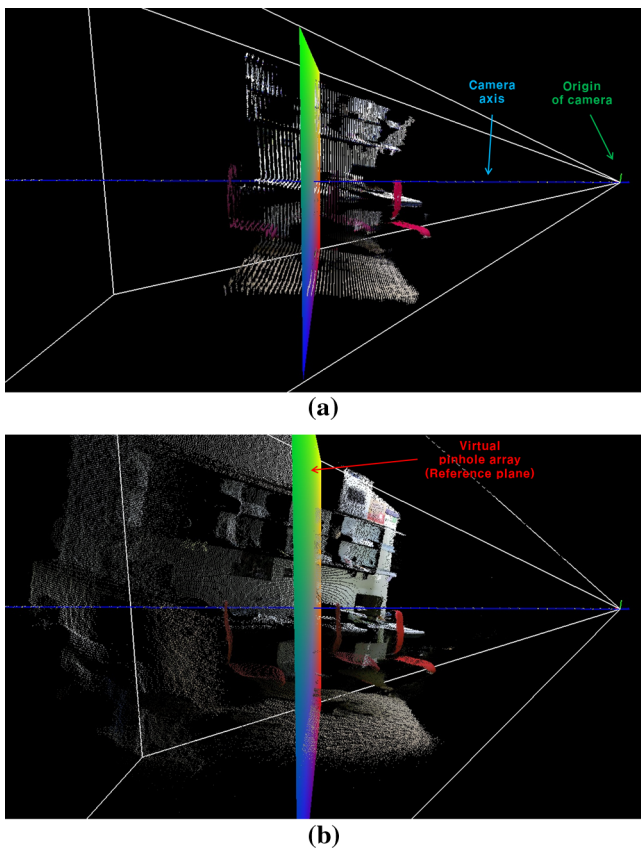 Camera
axis
Origin
of camera
(a)
Virtual
pinhole array
(Reference plane)
(b)